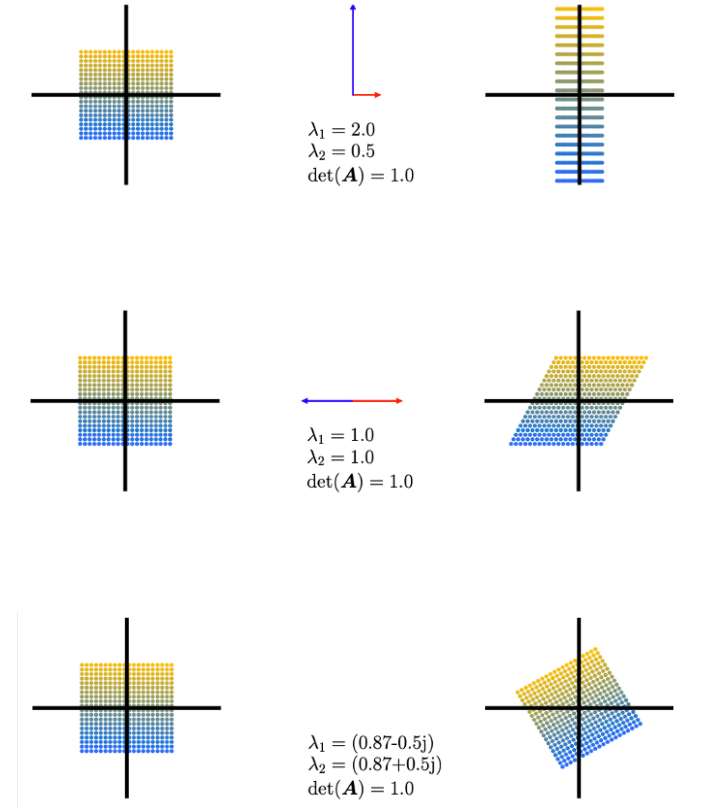 λ₁ = 2.0
λ₂ = 0.5
det(A) = 1.0
λ₁ = 1.0
λ₂ = 1.0
det(A) = 1.0
λ₁ = (0.87-0.5j)
λ₂ = (0.87+0.5j)
det(A) = 1.0